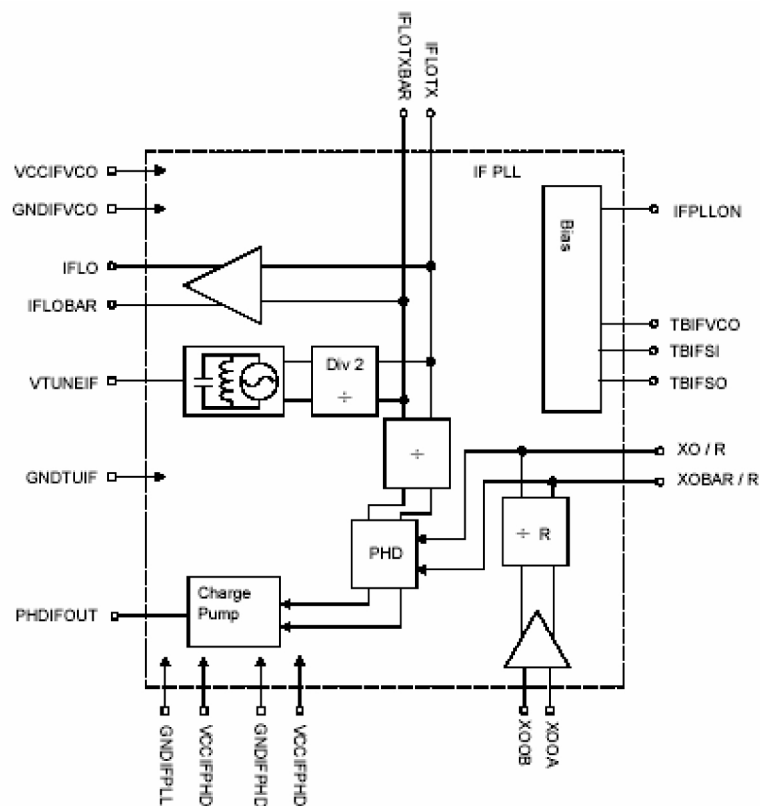 IFLOTXBAR
IFLOTX
VCCIFVCO
IF PLL
GNDIFVCO
Bias
IFPLLON
IFLO
IFLOBAR
TBIFVCO
TBIFSI
VTUNEIF
Div 2
÷
TBIFSO
÷
XO / R
GNDTUIF
XOBAR / R
÷ R
PHD
Charge
Pump
PHDIFOUT
GNDIFPLL
VCCIFPHD
GNDIFPHD
VCCIFPHD
XOOB
XOOA